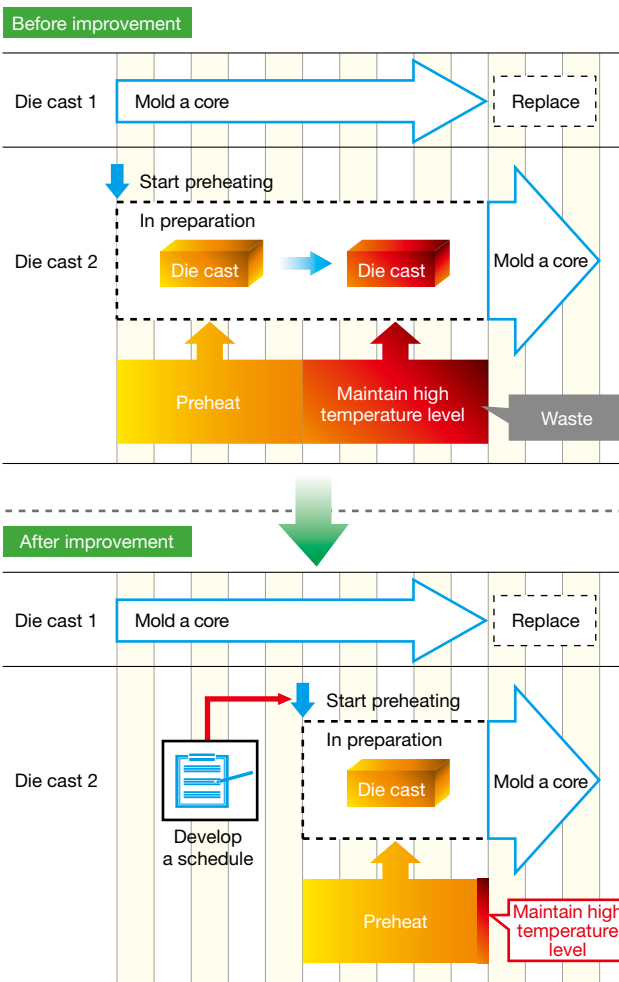 Before improvement
Die cast 1
Mold a core
Replace
Start preheating
In preparation
Die cast 2
Die cast
Die cast
Mold a core
Preheat
Maintain high
temperature level
Waste
After improvement
Die cast 1
Mold a core
Replace
Start preheating
In preparation
Die cast 2
Die cast
Mold a core
Develop
a schedule
Preheat
Maintain high
temperature
level